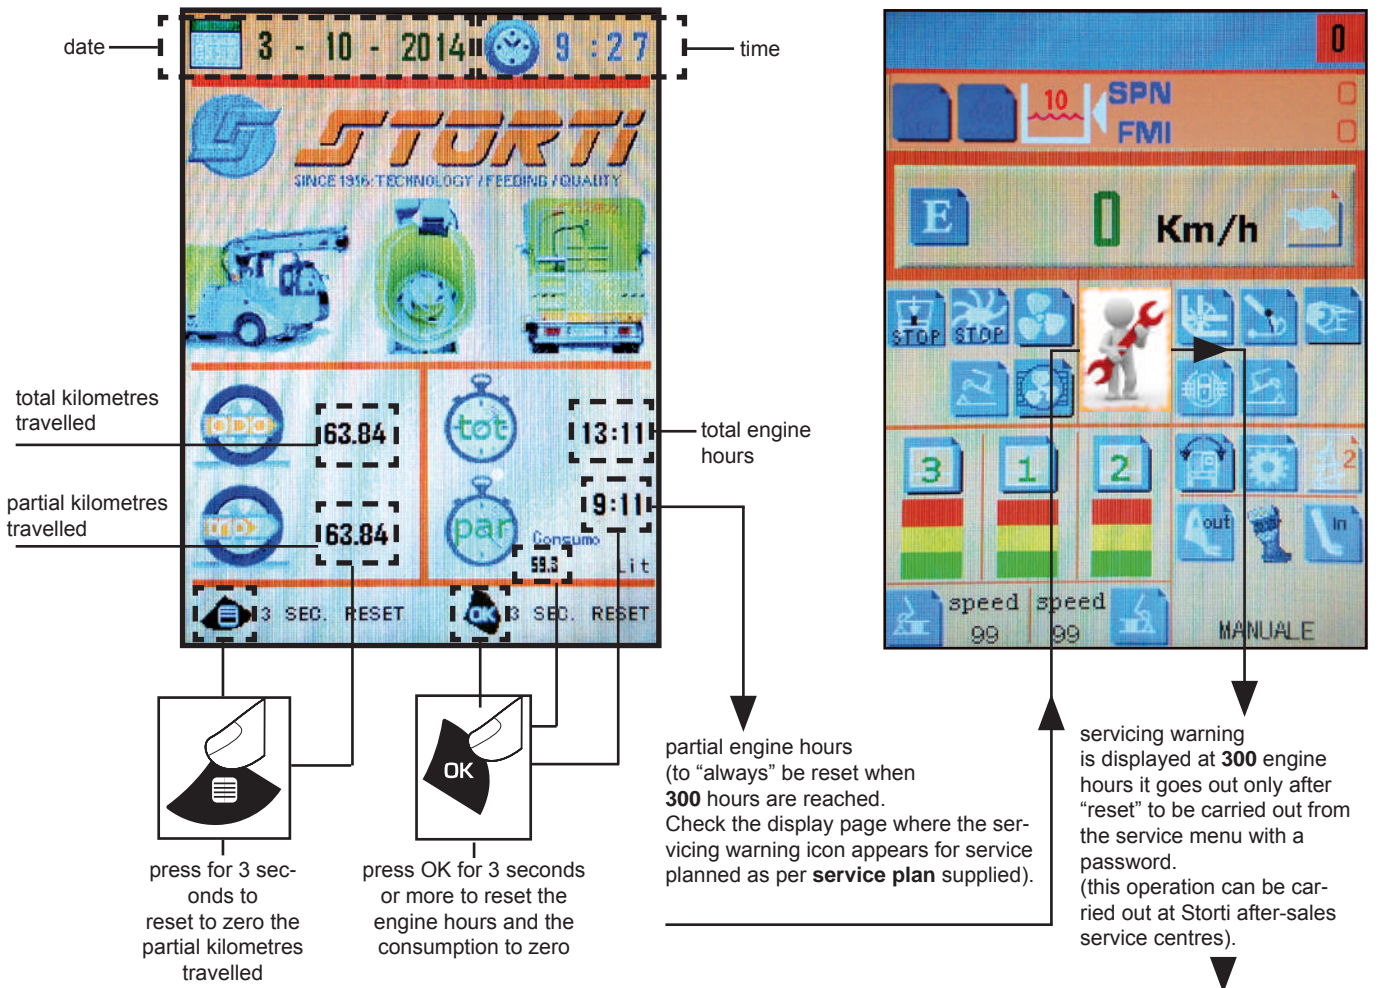 date
3 - 10 - 2014
9 : 27
time
STORTI
SINCE 1916: TECHNOLOGY / FEEDING / QUALITY
total kilometres
travelled
63.84
tot
13:11
total engine
hours
partial kilometres
travelled
63.84
par
9:11
Consumo
59.3
Lit
3 SEC. RESET
OK
3 SEC. RESET
OK
press for 3 sec-
onds to
reset to zero the
partial kilometres
travelled
press OK for 3 seconds
or more to reset the
engine hours and the
consumption to zero
partial engine hours
(to “always” be reset when
300 hours are reached.
Check the display page where the ser-
vicing warning icon appears for service
planned as per service plan supplied).
0
10
SPN
0
FMI
0
E
0
Km/h
STOP
STOP
3
1
2
2
out
in
speed
99
speed
99
MANUALE
servicing warning
is displayed at 300 engine
hours it goes out only after
“reset” to be carried out from
the service menu with a
password.
(this operation can be car-
ried out at Storti after-sales
service centres).